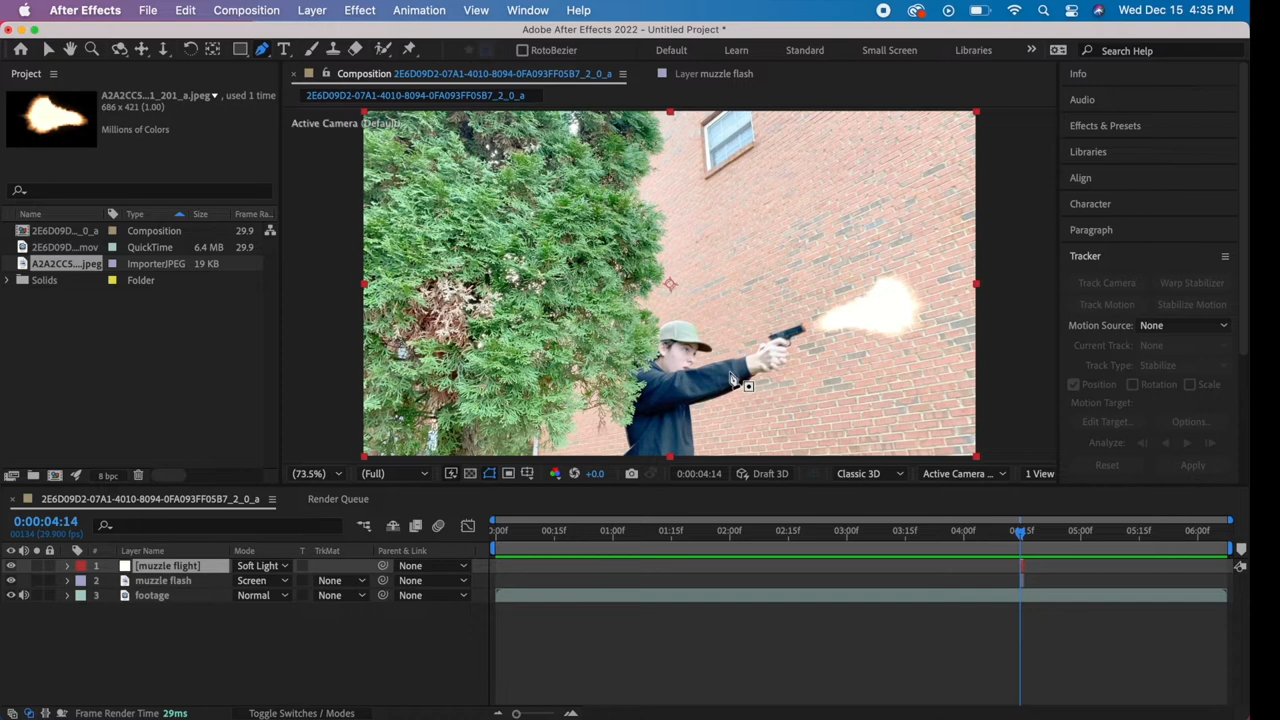 After Effects File Edit Composition Layer Effect Animation View Window Help Wed Dec 15 4:35 PM
Adobe After Effects 2022 - Untitled Project *
RotoBezier Default Learn Standard Small Screen Libraries Search Help
Project Composition 2E6D09D2-07A1-4010-8094-0FA093FF05B7_2_0_a Layer muzzle flash Info
A2A2CCS...1_201_a.jpeg, used 1 time 2E6D09D2-07A1-4010-8094-0FA093FF05B7_2_0_a
686 x 421 (1.00) Audio
Millions of Colors Active Camera (Default) Effects & Presets
Libraries
Align
Character
Name Type Size Frame Ra...
2E6D09D..._0_a Composition 29.9 Paragraph
2E6D09D....mov QuickTime 6.4 MB 29.9
A2A2CCS....jpeg ImporterJPEG 19 KB Tracker
Solids Folder Track Camera Warp Stabilizer
Track Motion Stabilize Motion
Motion Source: None
Current Track: None
Track Type: Stabilize
Position Rotation Scale
Motion Target:
Edit Target... Options...
Analyze:
Reset Apply
8 bpc (73.5%) (Full) +0.0 0:00:04:14 Draft 3D Classic 3D Active Camera ... 1 View
2E6D09D2-07A1-4010-8094-0FA093FF05B7_2_0_a Render Queue
0:00:04:14
00134 (29.900 fps) :00f 00:15f 01:00f 01:15f 02:00f 02:15f 03:00f 03:15f 04:00f 04:15f 05:00f 05:15f 06:00f
# Layer Name Mode T TrkMat Parent & Link
1 [muzzle flight] Soft Light None
2 muzzle flash Screen None None
3 footage Normal None None
Frame Render Time 29ms Toggle Switches / Modes